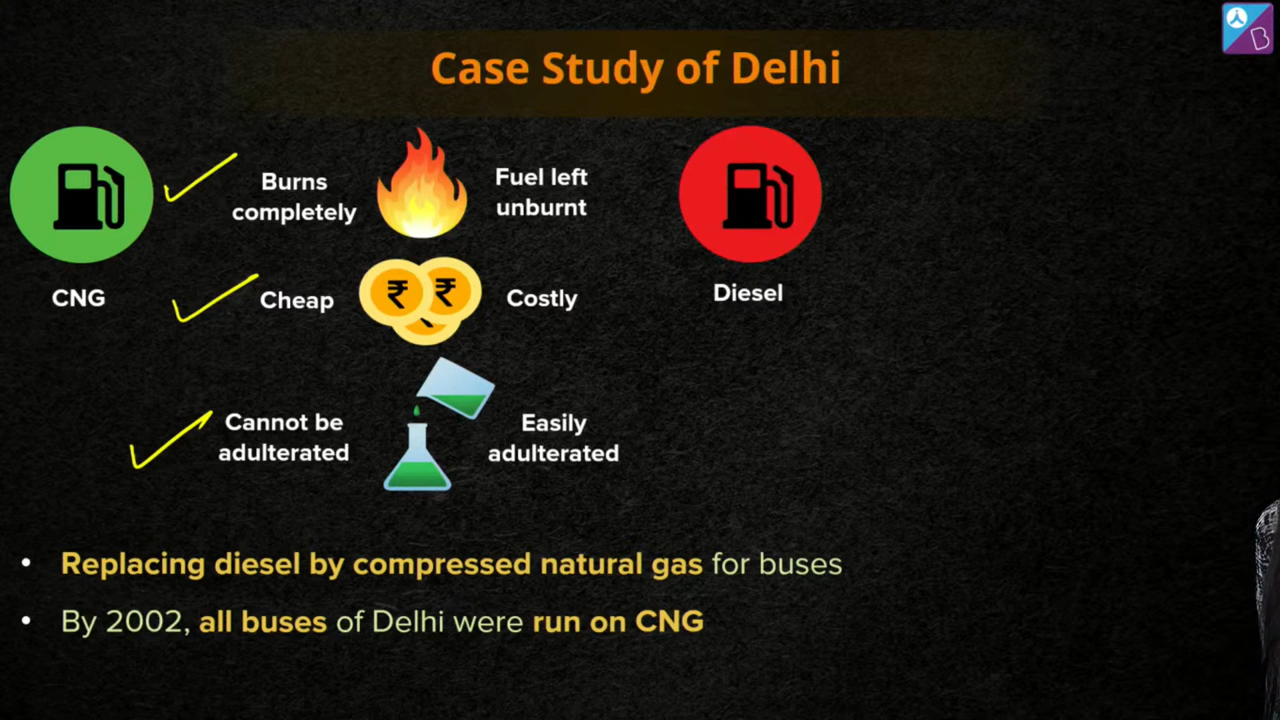 Case Study of Delhi
Burns
completely
Fuel left
unburnt
CNG
Cheap
₹ ₹
Costly
Diesel
Cannot be
adulterated
Easily
adulterated
• Replacing diesel by compressed natural gas for buses
• By 2002, all buses of Delhi were run on CNG
B